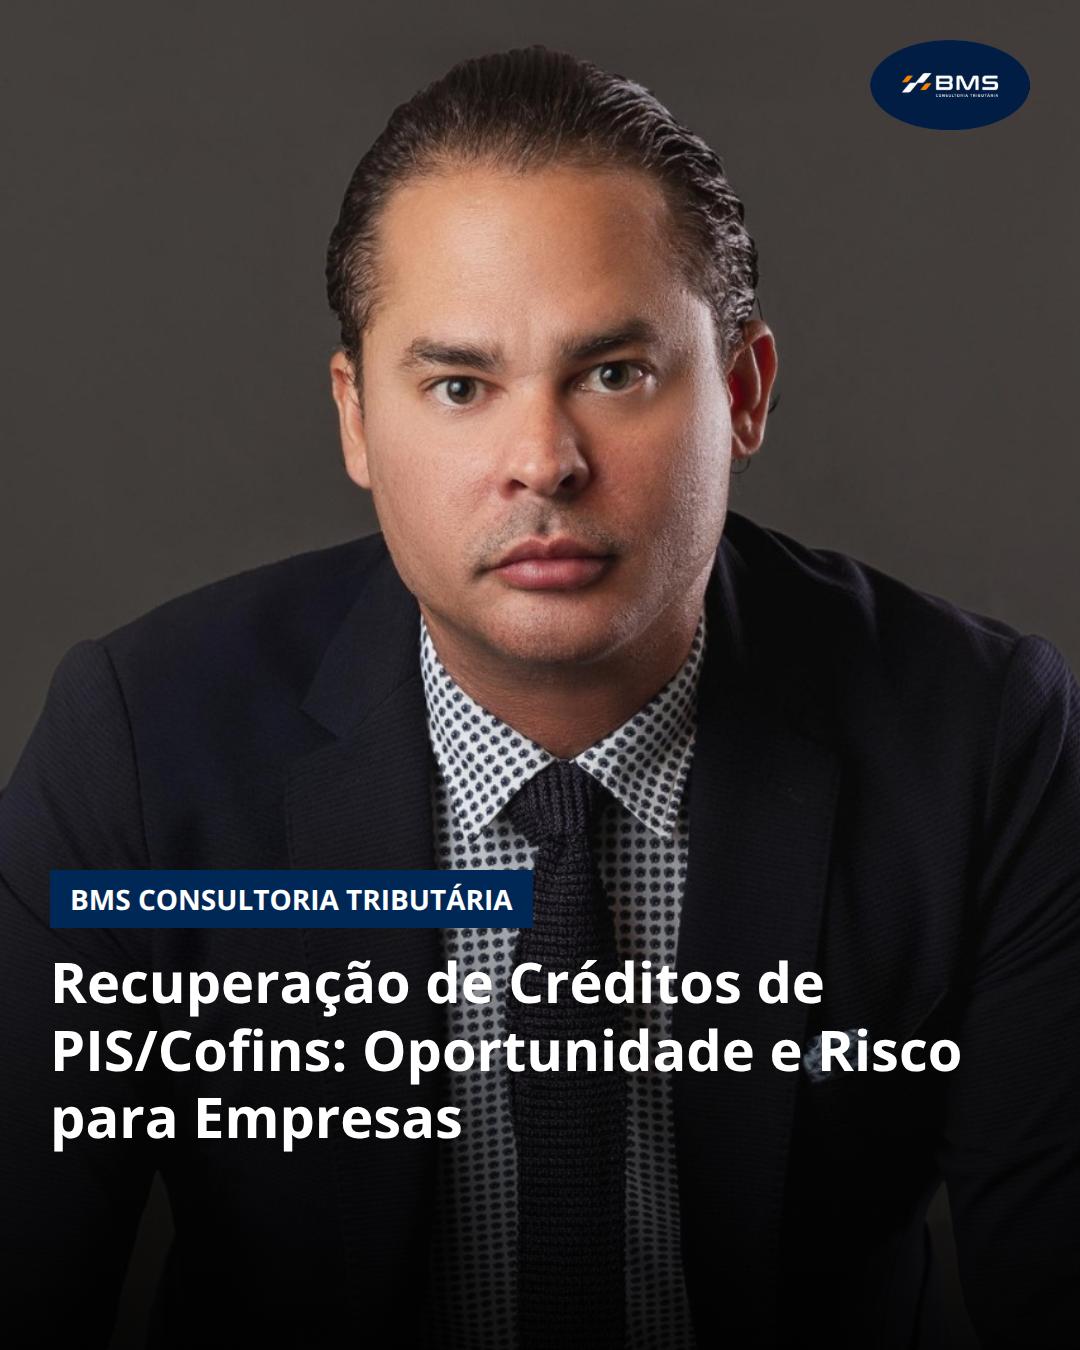 BMS
CONSULTORIA TRIBUTÁRIA
BMS CONSULTORIA TRIBUTÁRIA
Recuperação de Créditos de
PIS/Cofins: Oportunidade e Risco
para Empresas